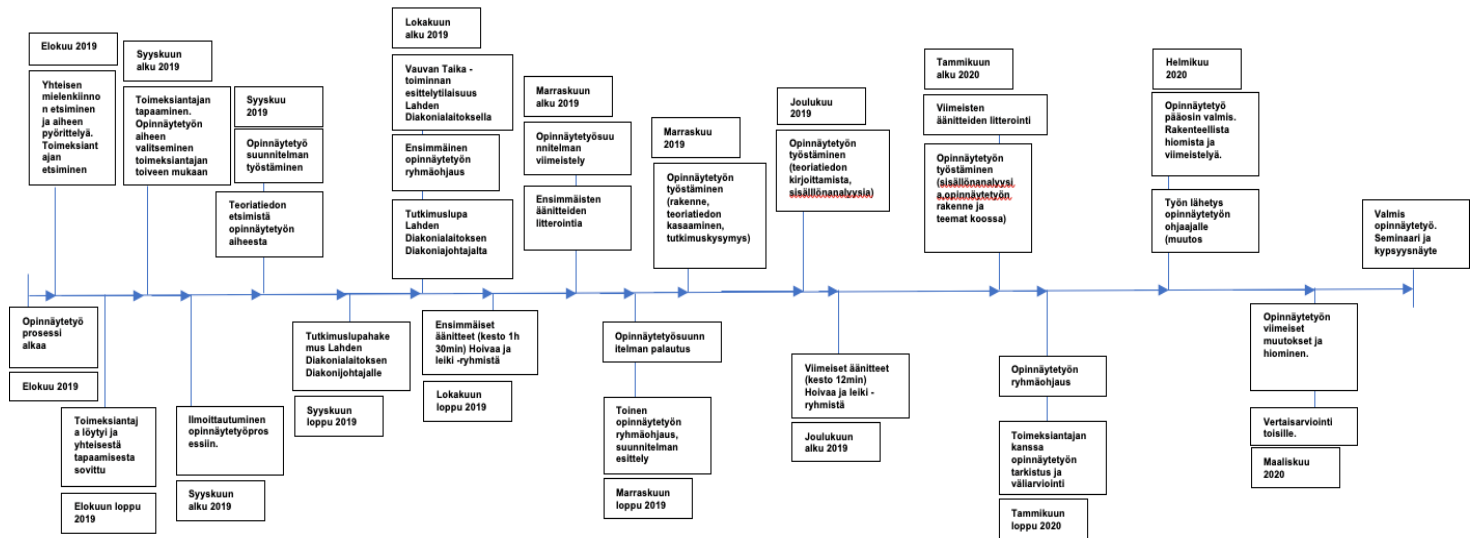 Elokuu 2019
Yhteisen
mielenkiinno
n etsiminen
ja aiheen
pyörittelyä.
Toimeksiant
ajan
etsiminen
Syyskuun
alku 2019
Toimeksiantajan
tapaaminen.
Opinnäytetyön
aiheen
valitseminen
toimeksiantajan
toiveen mukaan
Syyskuu
2019
Opinnäytetyö
suunnitelman
työstäminen
Teoriatiedon
etsimistä
opinnäytetyön
aiheesta
Lokakuun
alku 2019
Vauvan Taika -
toiminnan
esittelytilaisuus
Lahden
Diakonialaitoksella
Ensimmäinen
opinnäytetyön
ryhmäohjaus
Tutkimuslupa
Lahden
Diakonialaitoksen
Diakoniajohtajalta
Marraskuun
alku 2019
Opinnäytetyösuu
nnitelman
viimeistely
Ensimmäisten
äänitteiden
litterointia
Marraskuu
2019
Opinnäytetyön
työstäminen
(rakenne,
teoriatiedon
kasaaminen,
tutkimuskysymys)
Joulukuu
2019
Opinnäytetyön
työstäminen
(teoriatiedon
kirjoittamista,
sisälllönanalyysia)
Tammikuun
alku 2020
Viimeisten
äänitteiden litterointi
Opinnäytetyön
työstäminen
(sisällönanalyysi
a,opinnäytetyön
rakenne ja
teemat koossa)
Helmikuu
2020
Opinnäytetyö
pääosin valmis.
Rakenteellista
hiomista ja
viimeistelyä.
Työn lähetys
opinnäytetyön
ohjaajalle
(muutos
Valmis
opinnäytetyö.
Seminaari ja
kypsyysnäyte
Opinnäytetyö
prosessi
alkaa
Elokuu 2019
Toimeksiantaj
a löytyi ja
yhteisestä
tapaamisesta
sovittu
Elokuun loppu
2019
Ilmoittautuminen
opinnäytetyöpros
essiin.
Syyskuun
alku 2019
Tutkimuslupahake
mus Lahden
Diakonialaitoksen
Diakonijohtajalle
Syyskuun
loppu 2019
Ensimmäiset
äänitteet (kesto 1h
30min) Hoivaa ja
leiki -ryhmistä
Lokakuun
loppu 2019
Opinnäytetyösuunn
itelman palautus
Toinen
opinnäytetyön
ryhmäohjaus,
suunnitelman
esittely
Marraskuun
loppu 2019
Viimeiset äänitteet
(kesto 12min)
Hoivaa ja leiki -
ryhmistä
Joulukuun
alku 2019
Opinnäytetyön
ryhmäohjaus
Toimeksiantajan
kanssa
opinnäytetyön
tarkistus ja
väliarviointi
Tammikuun
loppu 2020
Opinnäytetyön
viimeiset
muutokset ja
hiominen.
Vertaisarviointi
toisille.
Maaliskuu
2020